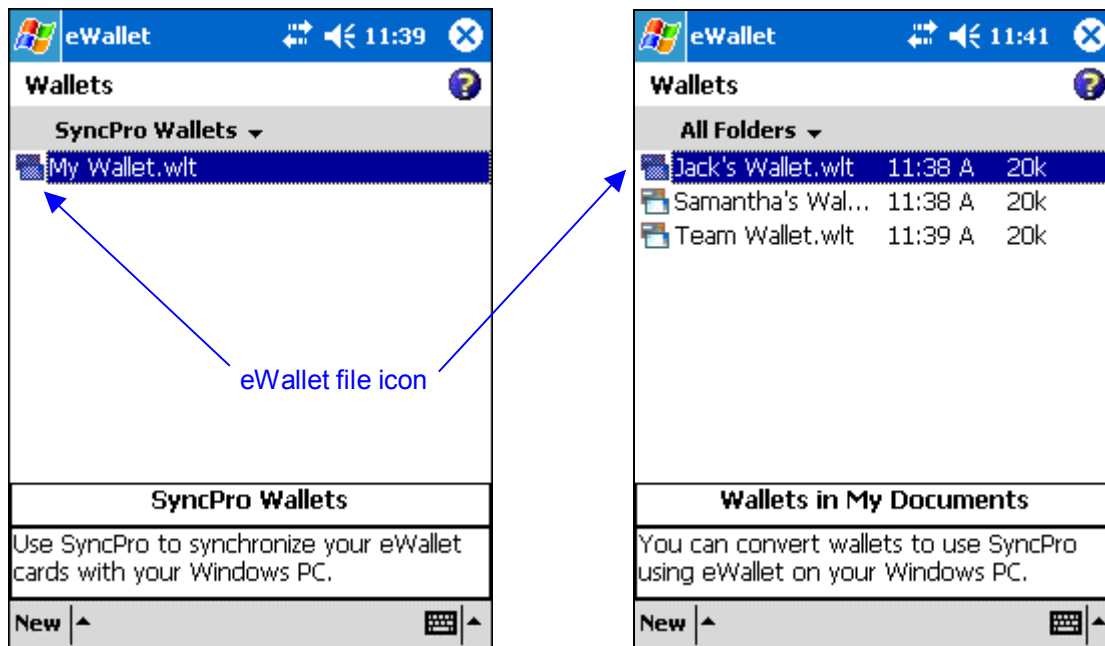 eWallet 11:39
Wallets
SyncPro Wallets
My Wallet.wlt
SyncPro Wallets
Use SyncPro to synchronize your eWallet
cards with your Windows PC.
New
eWallet file icon
eWallet 11:41
Wallets
All Folders
Jack's Wallet.wlt 11:38 A 20k
Samantha's Wal... 11:38 A 20k
Team Wallet.wlt 11:39 A 20k
Wallets in My Documents
You can convert wallets to use SyncPro
using eWallet on your Windows PC.
New